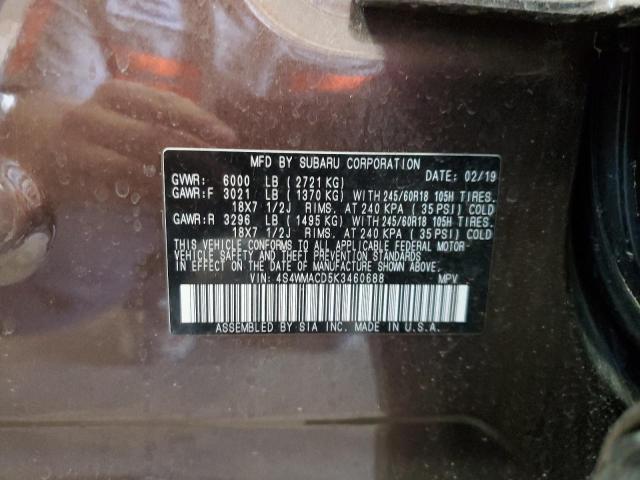 MFD BY SUBARU CORPORATION DATE: 02/19
GVWR: 6000 LB (2721 KG)
GAWR:F 3021 LB (1370 KG) WITH 245/60R18 105H TIRES.
18X7 1/2J RIMS. AT 240 KPA (35 PSI) COLD
GAWR:R 3296 LB (1495 KG) WITH 245/60R18 105H TIRES.
18X7 1/2J RIMS. AT 240 KPA (35 PSI) COLD
THIS VEHICLE CONFORMS TO ALL APPLICABLE FEDERAL MOTOR-
VEHICLE SAFETY AND THEFT PREVENTION STANDARDS
IN EFFECT ON THE DATE OF MANUFACTURE SHOWN ABOVE.
VIN: 4S4WMACD5K3460688 MPV
ASSEMBLED BY SIA INC. MADE IN U.S.A.